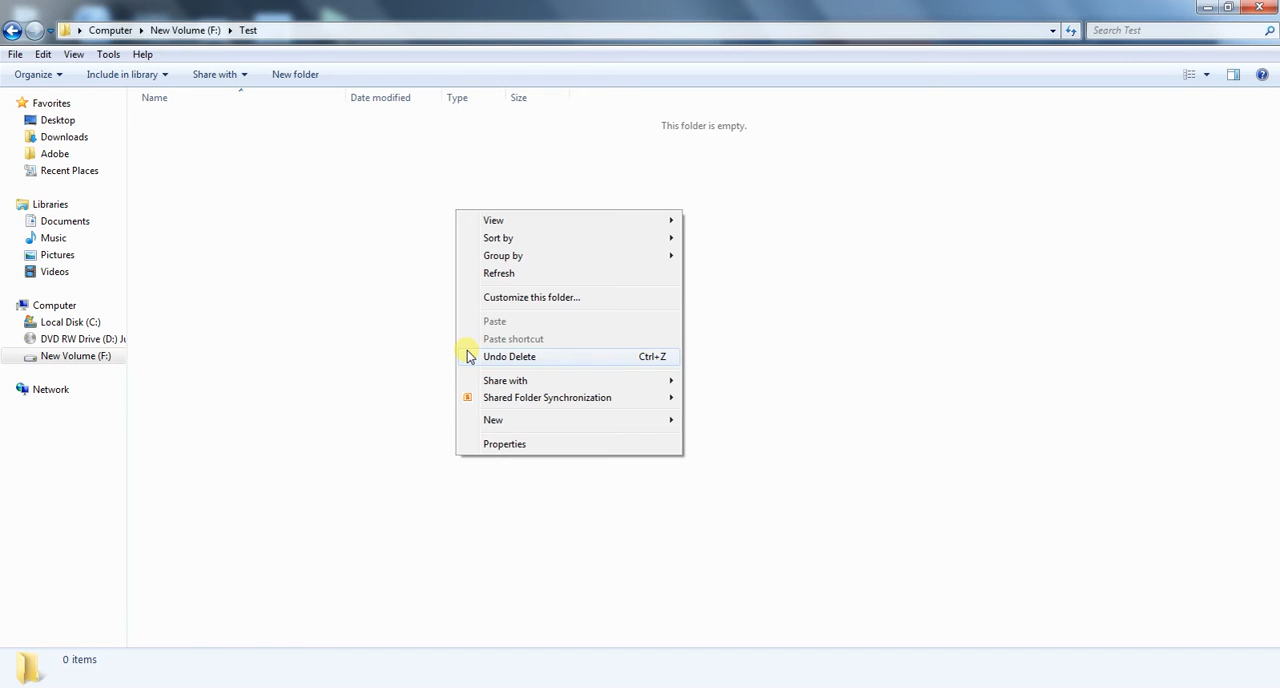 Computer New Volume (F:) Test
Search Test
File Edit View Tools Help
Organize Include in library Share with New folder
Name Date modified Type Size
This folder is empty.
Favorites
Desktop
Downloads
Adobe
Recent Places
Libraries
Documents
Music
Pictures
Videos
Computer
Local Disk (C:)
DVD RW Drive (D:) Ju
New Volume (F:)
Network
View
Sort by
Group by
Refresh
Customize this folder...
Paste
Paste shortcut
Undo Delete Ctrl+Z
Share with
Shared Folder Synchronization
New
Properties
0 items